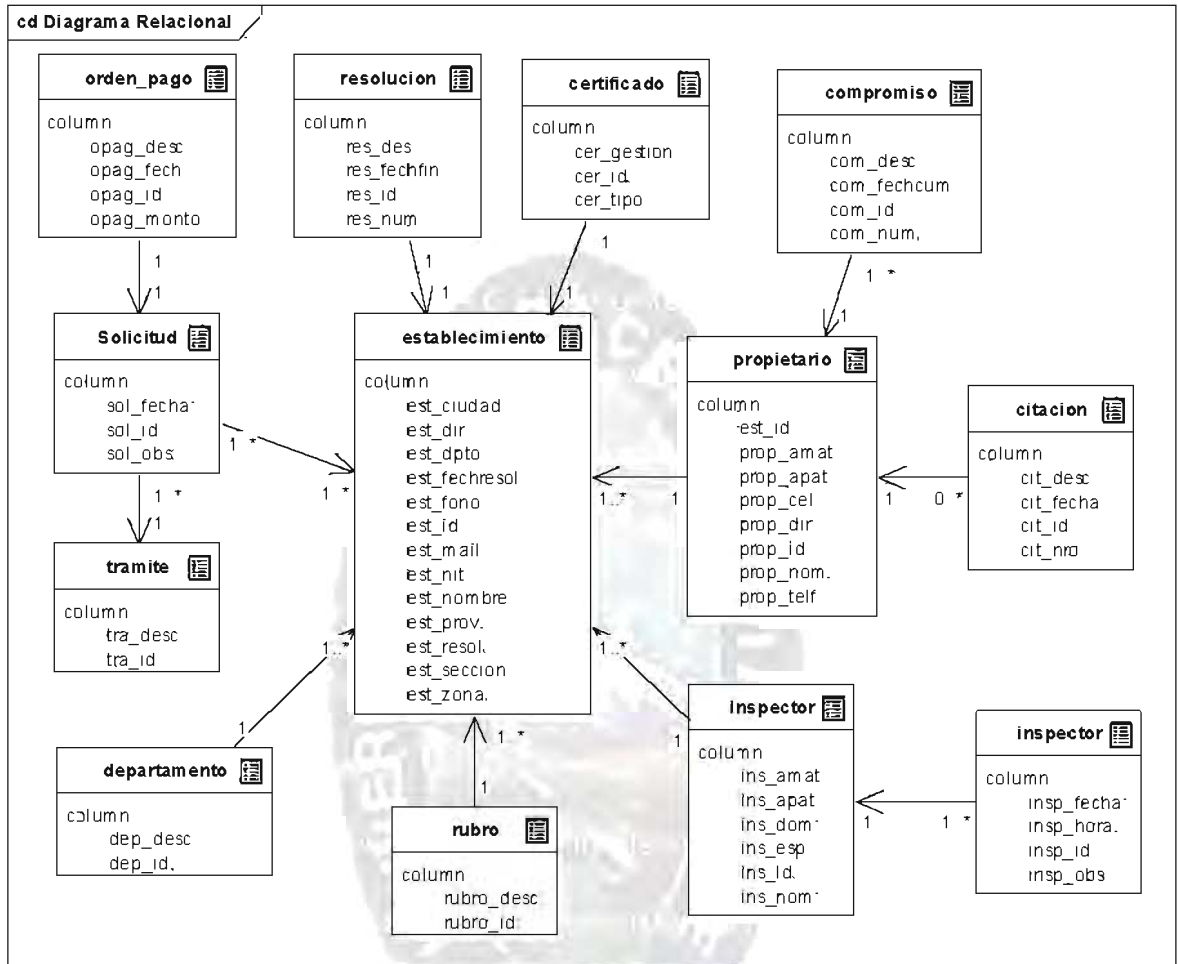 cd Diagrama Relacional
orden_pago
column
opag_desc
opag_fech
opag_id
opag_monto
resolucion
column
res_des
res_fechfin
res_id
res_num
certificado
column
cer_gestion
cer_id
cer_tipo
compromiso
column
com_desc
com_fechcum
com_id
com_num
1
1
1
1
1
1
1 *
1
Solicitud
column
sol_fecha
sol_id
sol_obs
1 *
1 *
1 *
1
establecimiento
column
est_ciudad
est_dir
est_dpto
est_fechresol
est_fono
est_id
est_mail
est_nit
est_nombre
est_prov
est_resol
est_seccion
est_zona
propietario
column
est_id
prop_amat
prop_apat
prop_cel
prop_dir
prop_id
prop_nom
prop_telf
1..*
1
1
0 *
citacion
column
cit_desc
cit_fecha
cit_id
cit_nro
tramite
column
tra_desc
tra_id
1..*
1
1..*
1
departamento
column
dep_desc
dep_id
1..*
1
rubro
column
rubro_desc
rubro_id
inspector
column
ins_amat
ins_apat
ins_dom
ins_esp
ins_id
ins_nom
1
1 *
inspector
column
insp_fecha
insp_hora
insp_id
insp_obs